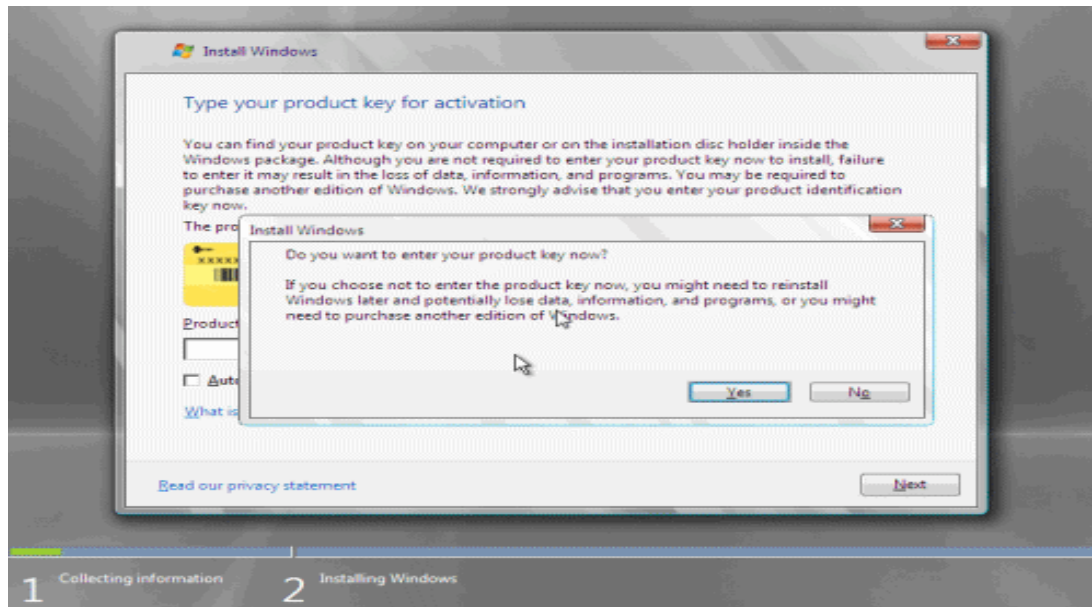 Install Windows
Type your product key for activation
You can find your product key on your computer or on the installation disc holder inside the
Windows package. Although you are not required to enter your product key now to install, failure
to enter it may result in the loss of data, information, and programs. You may be required to
purchase another edition of Windows. We strongly advise that you enter your product identification
key now.
The pro
Install Windows
Do you want to enter your product key now?
If you choose not to enter the product key now, you might need to reinstall
Windows later and potentially lose data, information, and programs, or you might
need to purchase another edition of Windows.
XXXXX
Product
Auto
What is
Yes No
Read our privacy statement
Next
1 Collecting information 2 Installing Windows